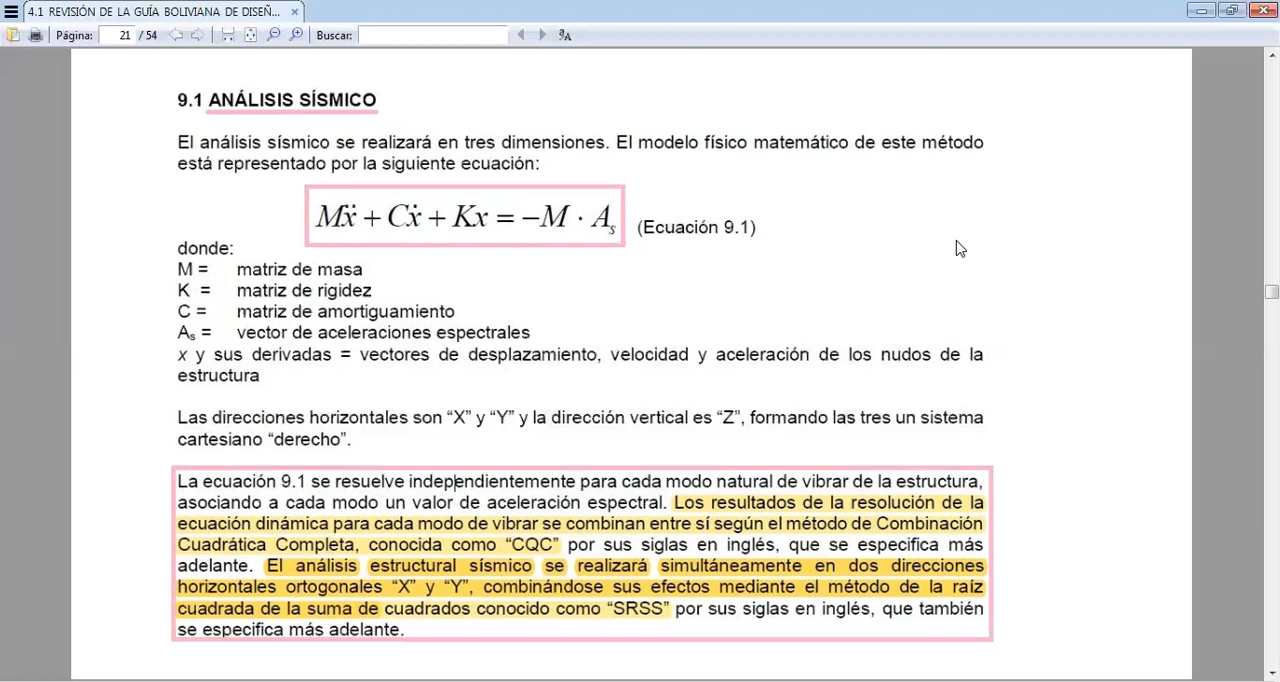 4.1 REVISIÓN DE LA GUÍA BOLIVIANA DE DISEÑ...
Página: 21 / 54 Buscar:
9.1 ANÁLISIS SÍSMICO
El análisis sísmico se realizará en tres dimensiones. El modelo físico matemático de este método
está representado por la siguiente ecuación:
Mẍ + Cẋ + Kx = −M · Aₛ (Ecuación 9.1)
donde:
M = matriz de masa
K = matriz de rigidez
C = matriz de amortiguamiento
Aₛ = vector de aceleraciones espectrales
x y sus derivadas = vectores de desplazamiento, velocidad y aceleración de los nudos de la
estructura
Las direcciones horizontales son “X” y “Y” y la dirección vertical es “Z”, formando las tres un sistema
cartesiano “derecho”.
La ecuación 9.1 se resuelve independientemente para cada modo natural de vibrar de la estructura,
asociando a cada modo un valor de aceleración espectral. Los resultados de la resolución de la
ecuación dinámica para cada modo de vibrar se combinan entre sí según el método de Combinación
Cuadrática Completa, conocida como “CQC” por sus siglas en inglés, que se especifica más
adelante. El análisis estructural sísmico se realizará simultáneamente en dos direcciones
horizontales ortogonales “X” y “Y”, combinándose sus efectos mediante el método de la raíz
cuadrada de la suma de cuadrados conocido como “SRSS” por sus siglas en inglés, que también
se especifica más adelante.